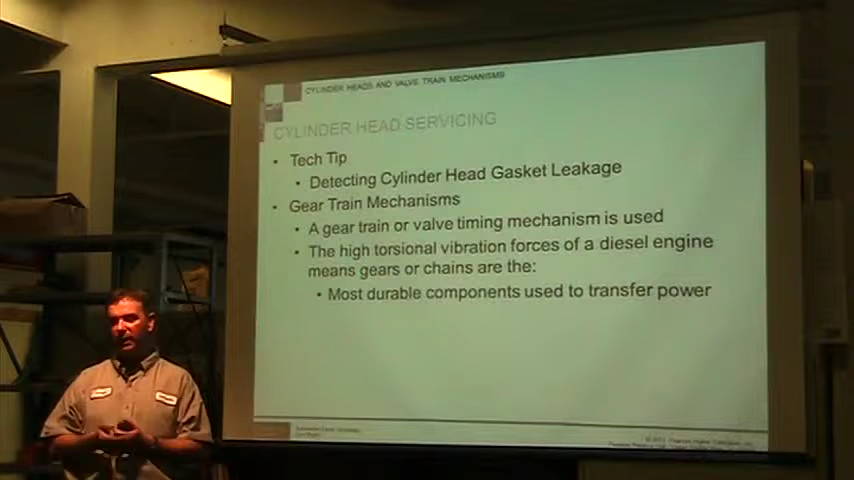 CYLINDER HEADS AND VALVE TRAIN MECHANISMS
CYLINDER HEAD SERVICING
• Tech Tip
• Detecting Cylinder Head Gasket Leakage
• Gear Train Mechanisms
• A gear train or valve timing mechanism is used
• The high torsional vibration forces of a diesel engine
means gears or chains are the:
• Most durable components used to transfer power